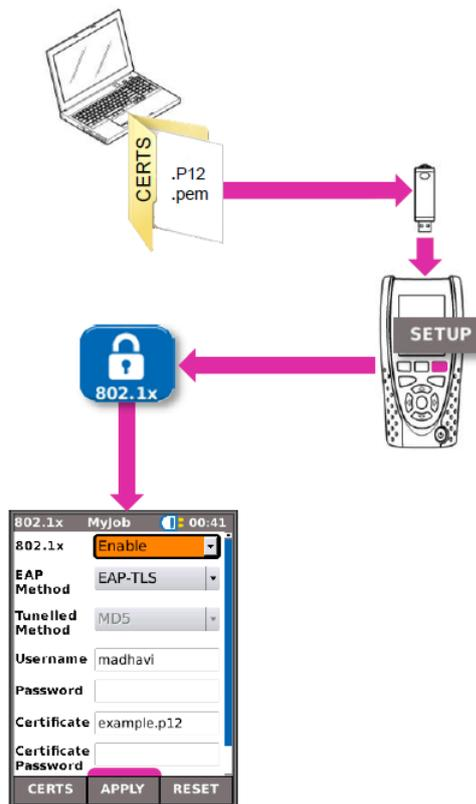 CERTS
.P12
.pem
SETUP
802.1x
802.1x MyJob 00:41
802.1x Enable
EAP
Method EAP-TLS
Tunelled
Method MD5
Username madhavi
Password
Certificate example.p12
Certificate
Password
CERTS APPLY RESET